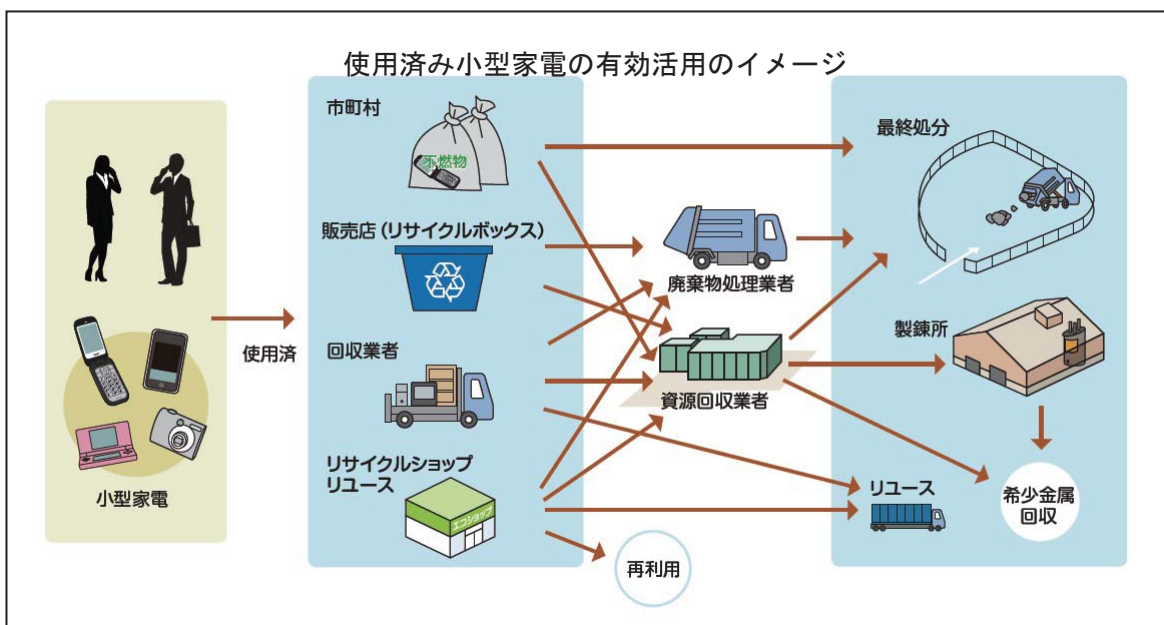 使用済み小型家電の有効活用のイメージ
小型家電
使用済
市町村
不燃物
販売店(リサイクルボックス)
回収業者
リサイクルショップ
リユース
エコショップ
廃棄物処理業者
資源回収業者
再利用
最終処分
製錬所
リユース
希少金属
回収